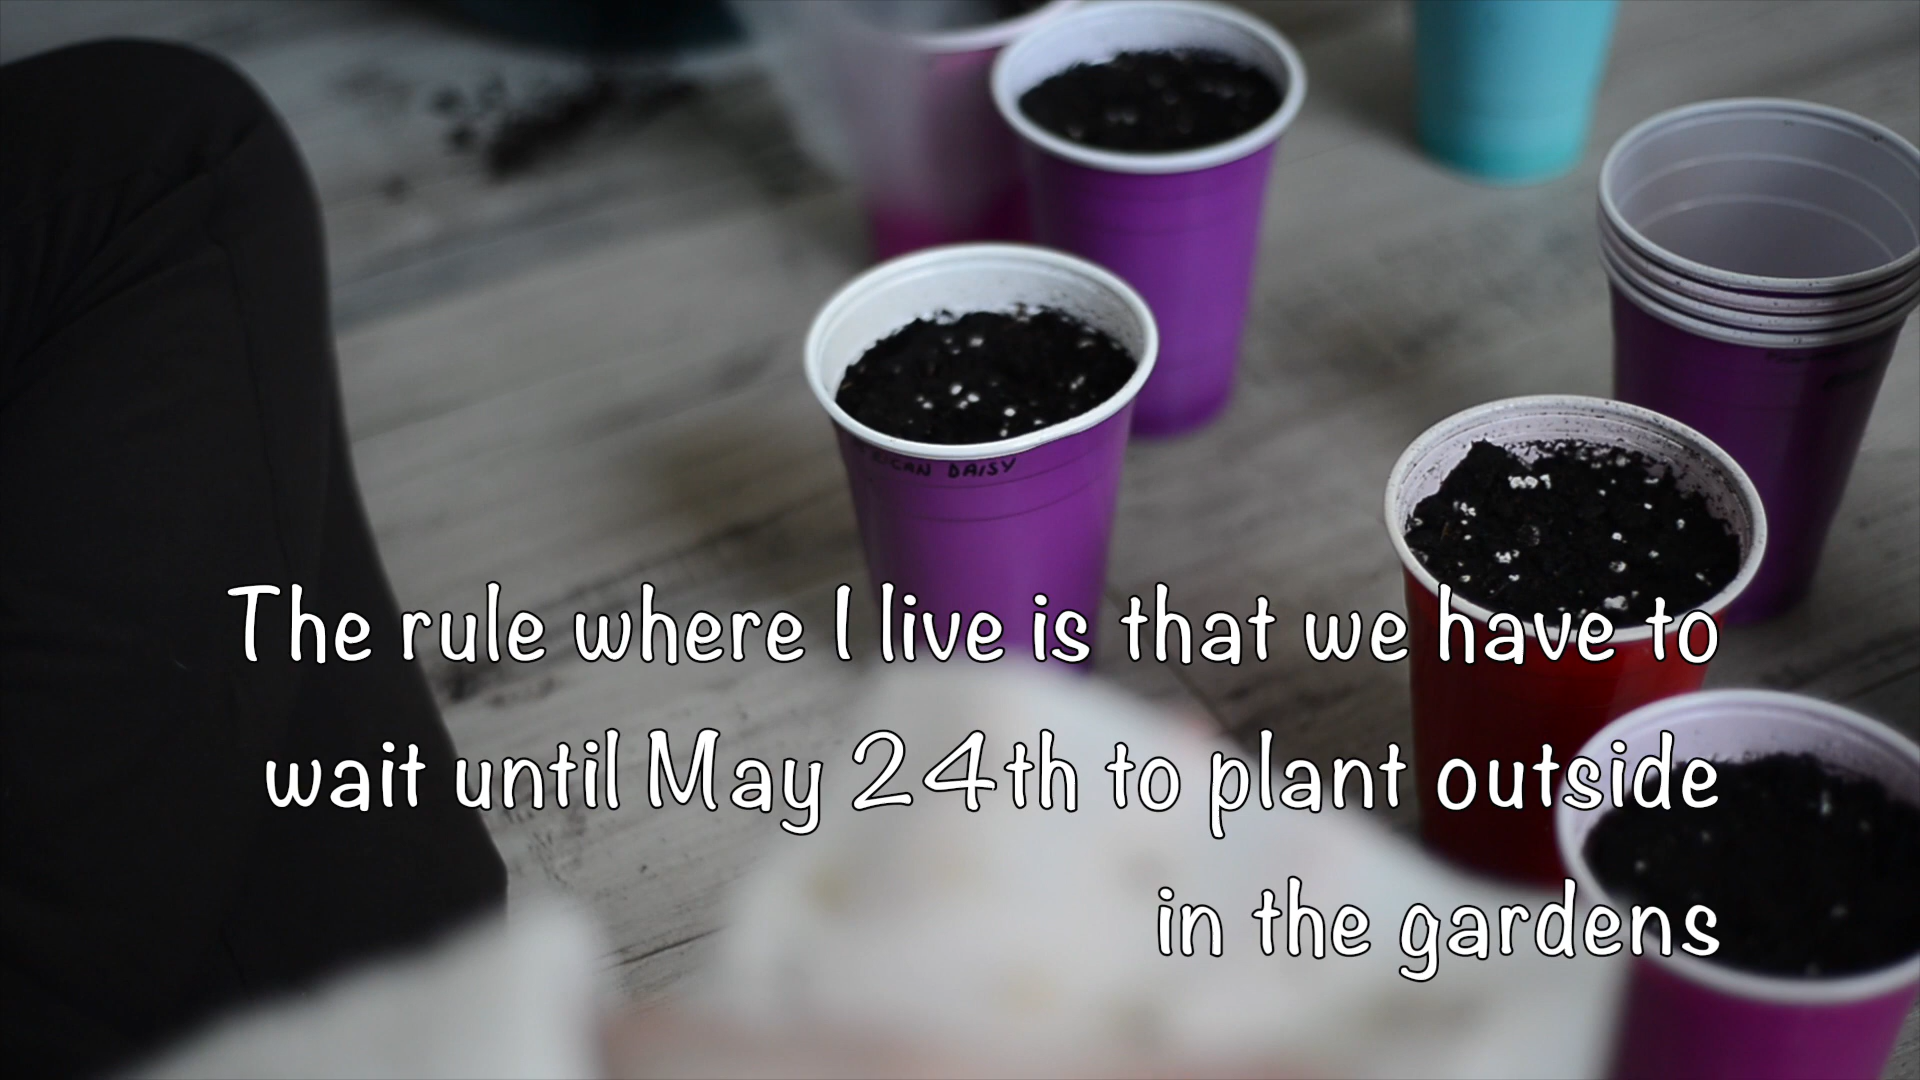 DAISY
The rule where I live is that we have to
wait until May 24th to plant outside
in the gardens